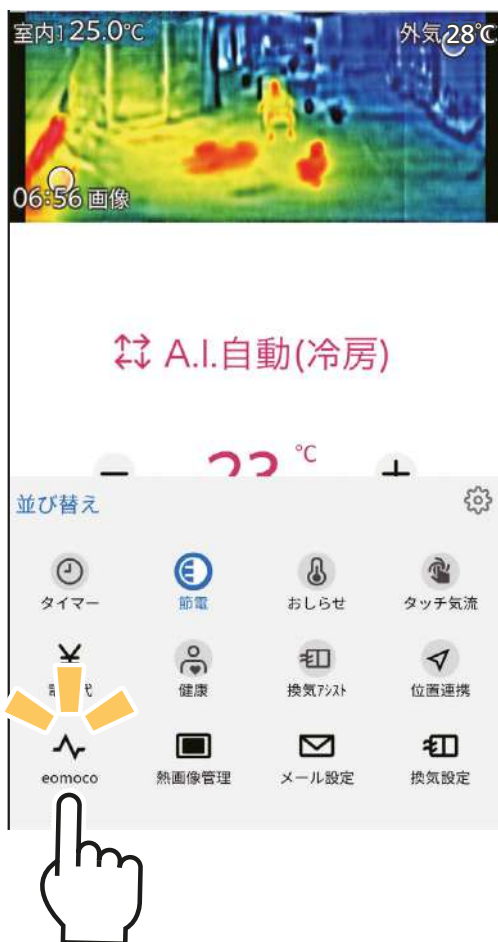 室内1 25.0℃
外気28℃
06:56 画像
A.I.自動(冷房)
− ℃ +
並び替え
タイマー
節電
おしらせ
タッチ気流
健康
換気アシスト
位置連携
eomoco
熱画像管理
メール設定
換気設定